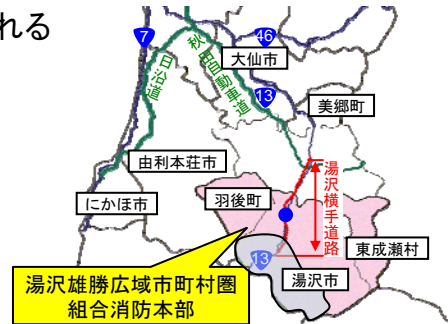 れる
7
46
秋田自動車道
大仙市
日沿道
13
美郷町
由利本荘市
湯沢横手道路
羽後町
にかほ市
東成瀬村
13
湯沢市
湯沢雄勝広域市町村圏
組合消防本部